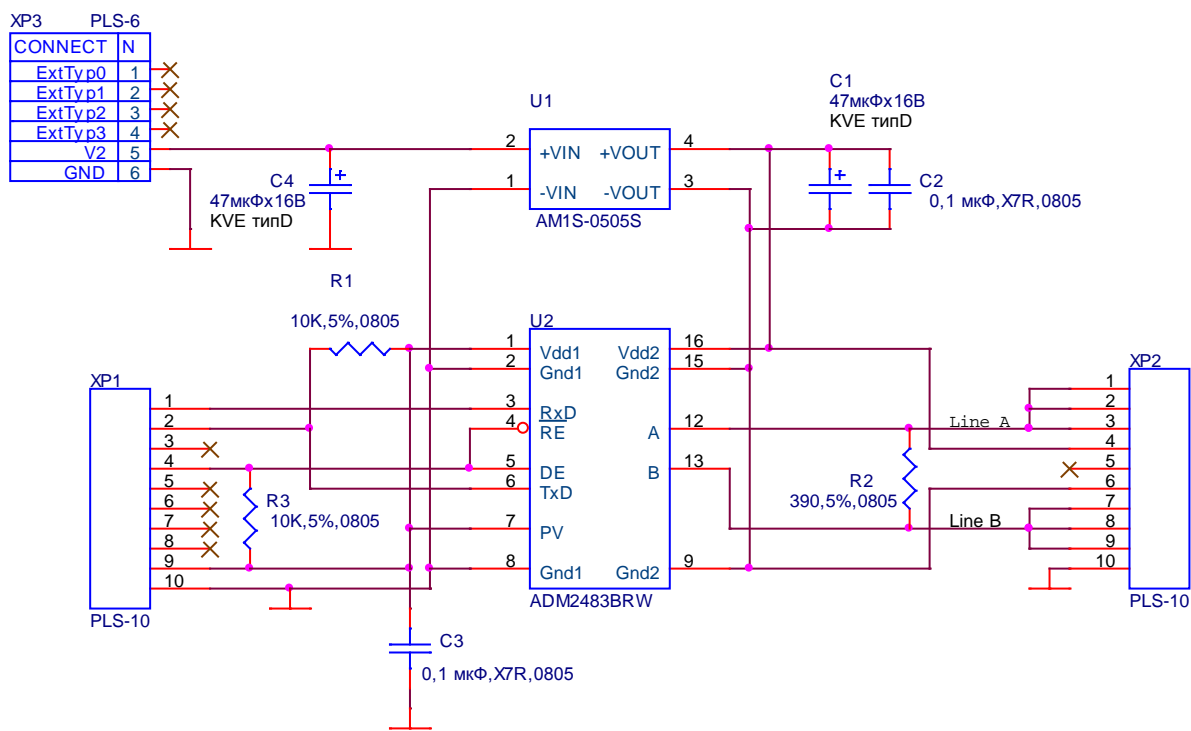 XP3 PLS-6
CONNECT N
ExtTyp0 1
ExtTyp1 2
ExtTyp2 3
ExtTyp3 4
V2 5
GND 6
C4
47мкФх16В
KVE типD
U1
2 +VIN +VOUT 4
1 -VIN -VOUT 3
AM1S-0505S
C1
47мкФх16В
KVE типD
C2
0,1 мкФ,X7R,0805
R1
10K,5%,0805
U2
1 Vdd1 Vdd2 16
2 Gnd1 Gnd2 15
3 RxD
4 RE A 12
5 DE B 13
6 TxD
7 PV
8 Gnd1 Gnd2 9
ADM2483BRW
XP1
1
2
3
4
5
6
7
8
9
10
PLS-10
R3
10K,5%,0805
C3
0,1 мкФ,X7R,0805
Line A
R2
390,5%,0805
Line B
XP2
1
2
3
4
5
6
7
8
9
10
PLS-10